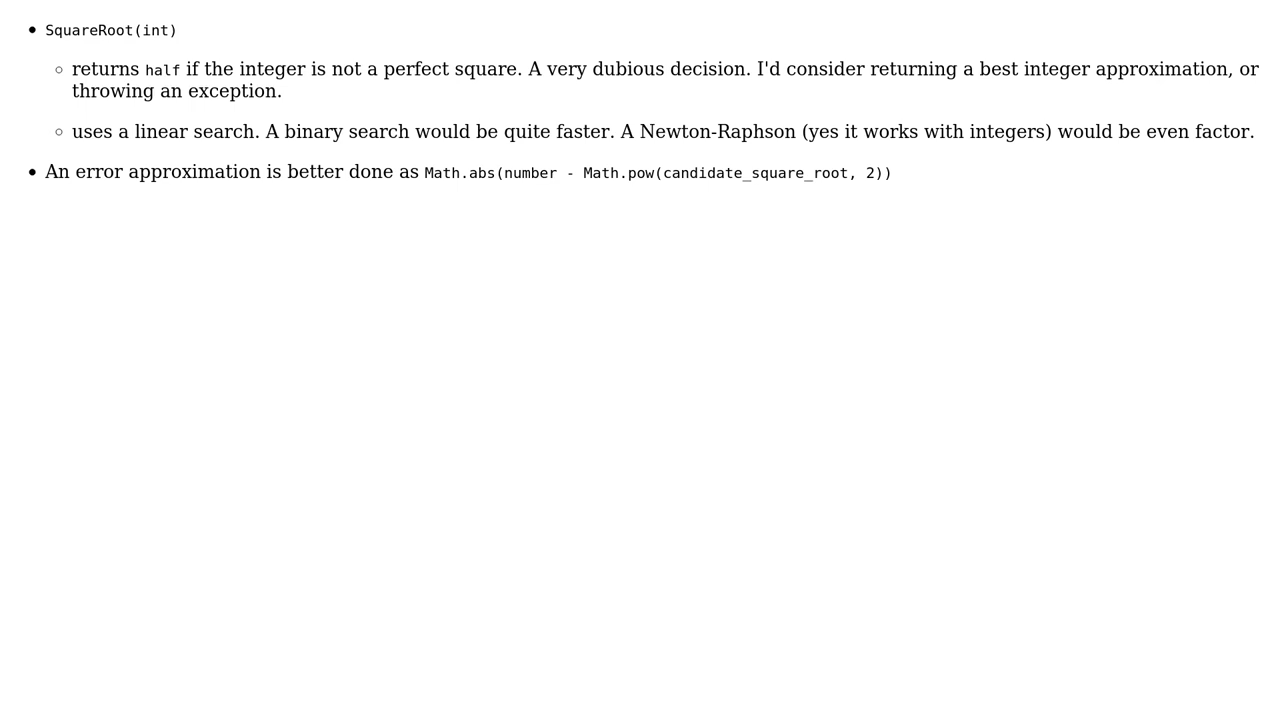 SquareRoot(int)
returns half if the integer is not a perfect square. A very dubious decision. I'd consider returning a best integer approximation, or
throwing an exception.
uses a linear search. A binary search would be quite faster. A Newton-Raphson (yes it works with integers) would be even factor.
An error approximation is better done as Math.abs(number - Math.pow(candidate_square_root, 2))